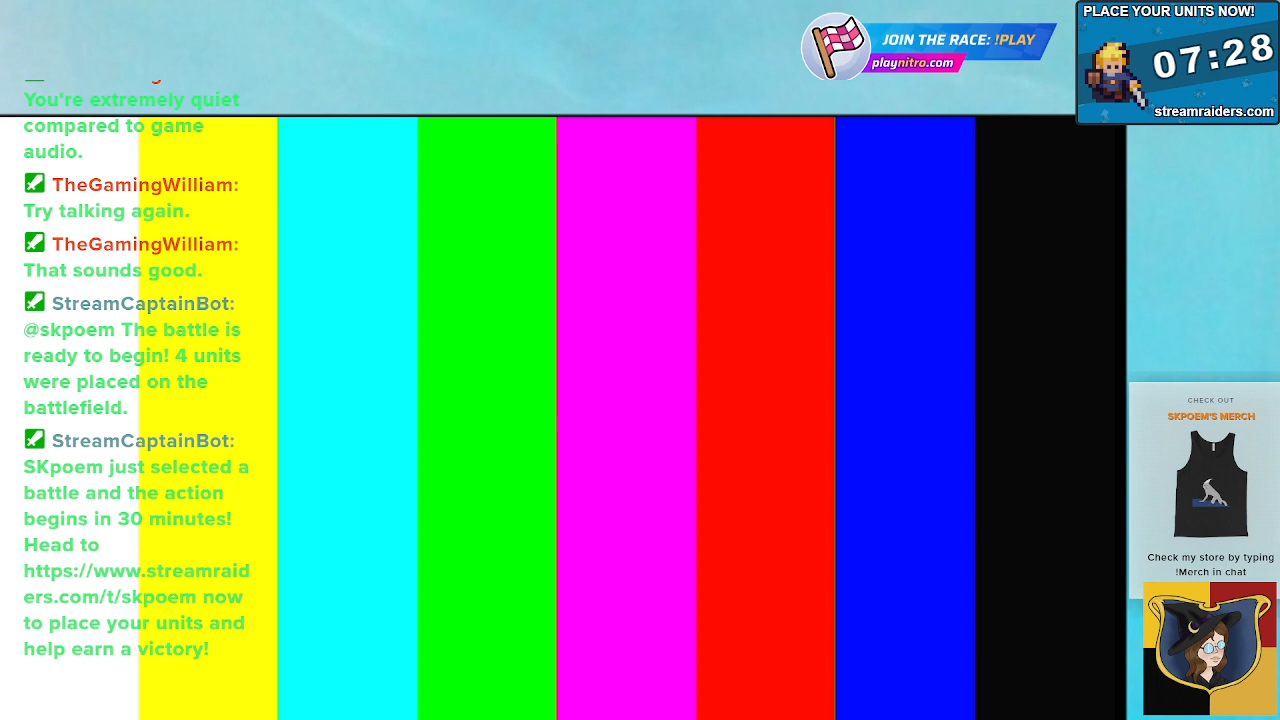 JOIN THE RACE: !PLAY
playnitro.com
PLACE YOUR UNITS NOW!
07:28
streamraiders.com
You're extremely quiet
compared to game
audio.
TheGamingWilliam:
Try talking again.
TheGamingWilliam:
That sounds good.
StreamCaptainBot:
@skpoem The battle is
ready to begin! 4 units
were placed on the
battlefield.
StreamCaptainBot:
SKpoem just selected a
battle and the action
begins in 30 minutes!
Head to
https://www.streamraid
ers.com/t/skpoem now
to place your units and
help earn a victory!
CHECK OUT
SKPOEM'S MERCH
Check my store by typing
!Merch in chat